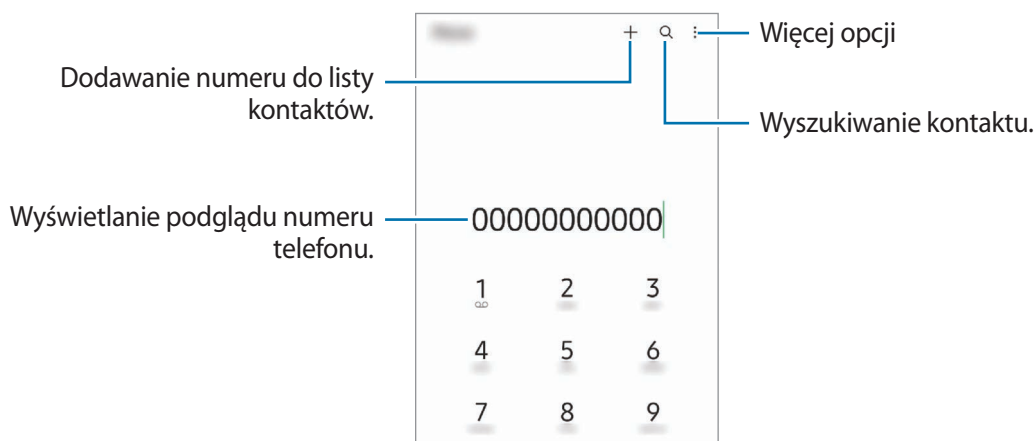 Więcej opcji
Dodawanie numeru do listy
kontaktów.
Wyszukiwanie kontaktu.
Wyświetlanie podglądu numeru
telefonu.
00000000000
1 2 3
4 5 6
7 8 9